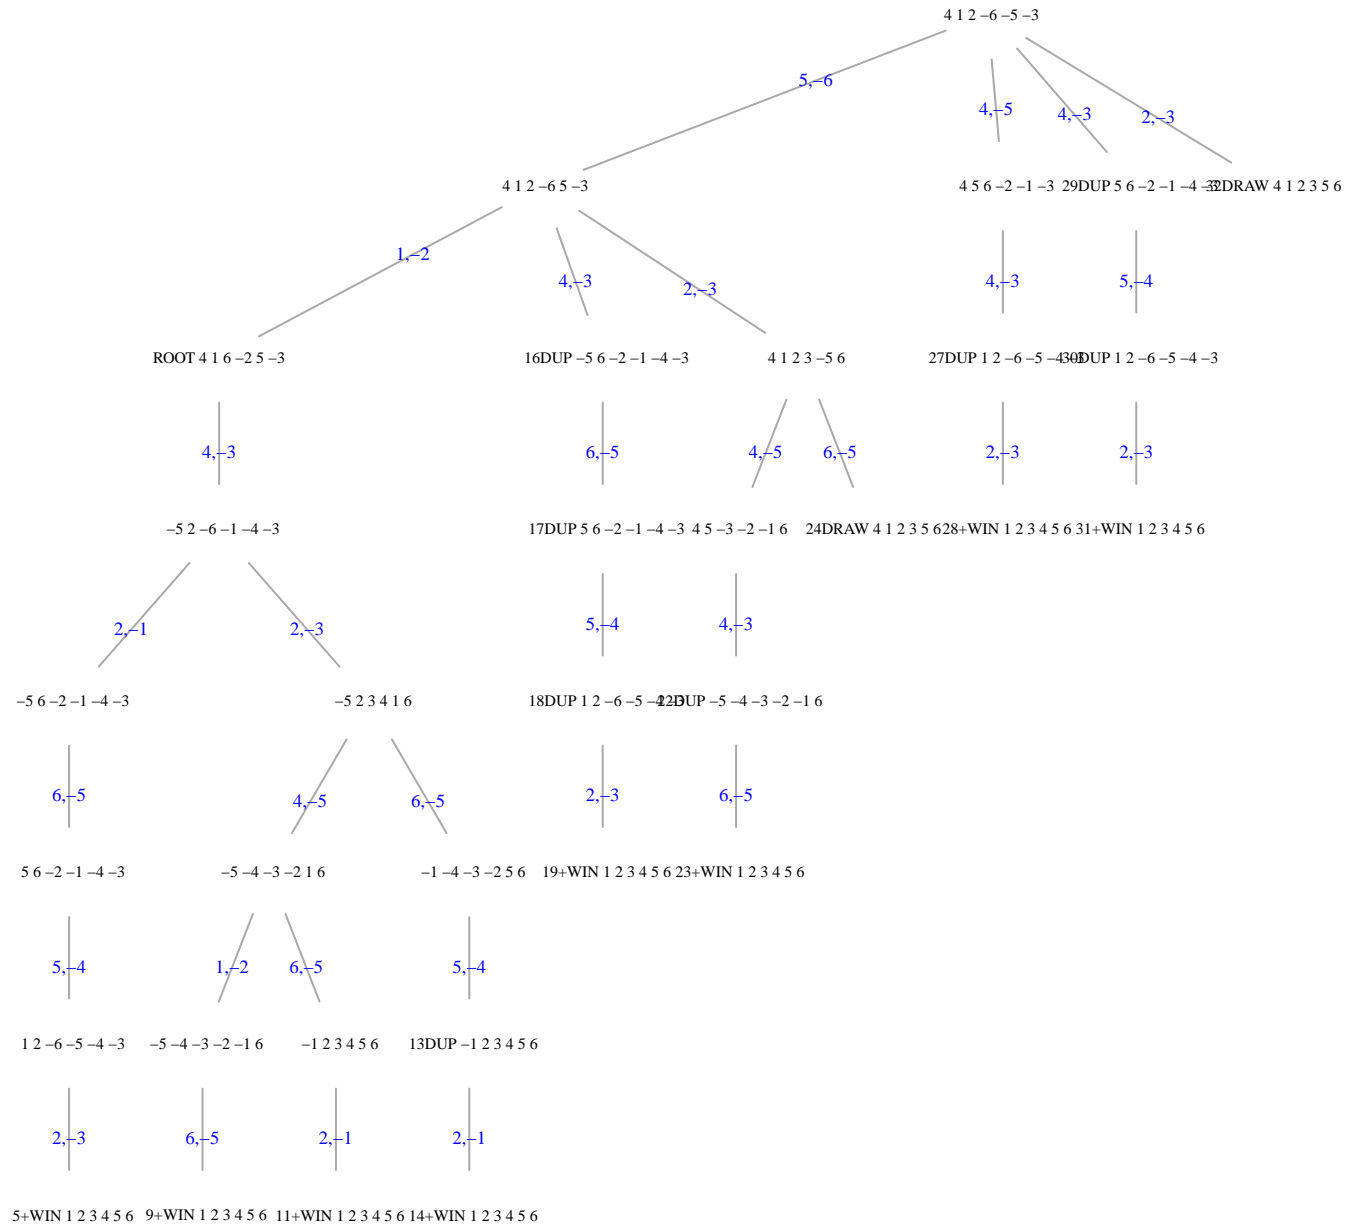 4 1 2 –6 –5 –3
5,–6
4,–5
4,–3
2,–3
4 1 2 –6 5 –3
4 5 6 –2 –1 –3
29DUP 5 6 –2 –1 –4 –3
32DRAW 4 1 2 3 5 6
1,–2
4,–3
2,–3
4,–3
5,–4
ROOT 4 1 6 –2 5 –3
16DUP –5 6 –2 –1 –4 –3
4 1 2 3 –5 6
27DUP 1 2 –6 –5 –4 –3
30DUP 1 2 –6 –5 –4 –3
4,–3
6,–5
4,–5
6,–5
2,–3
2,–3
–5 2 –6 –1 –4 –3
17DUP 5 6 –2 –1 –4 –3
4 5 –3 –2 –1 6
24DRAW 4 1 2 3 5 6
28+WIN 1 2 3 4 5 6
31+WIN 1 2 3 4 5 6
2,–1
2,–3
5,–4
4,–3
–5 6 –2 –1 –4 –3
–5 2 3 4 1 6
18DUP 1 2 –6 –5 –4 –3
22DUP –5 –4 –3 –2 –1 6
6,–5
4,–5
6,–5
2,–3
6,–5
5 6 –2 –1 –4 –3
–5 –4 –3 –2 1 6
–1 –4 –3 –2 5 6
19+WIN 1 2 3 4 5 6
23+WIN 1 2 3 4 5 6
5,–4
1,–2
6,–5
5,–4
1 2 –6 –5 –4 –3
–5 –4 –3 –2 –1 6
–1 2 3 4 5 6
13DUP –1 2 3 4 5 6
2,–3
6,–5
2,–1
2,–1
5+WIN 1 2 3 4 5 6
9+WIN 1 2 3 4 5 6
11+WIN 1 2 3 4 5 6
14+WIN 1 2 3 4 5 6